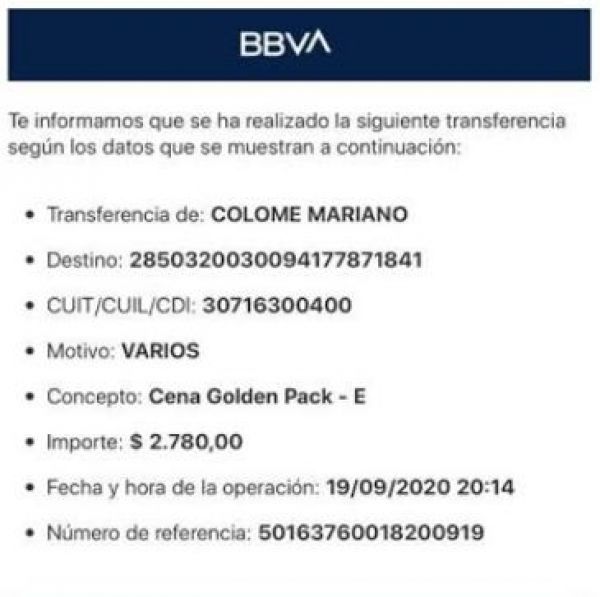 BBVA
Te informamos que se ha realizado la siguiente transferencia
según los datos que se muestran a continuación:
• Transferencia de: COLOME MARIANO
• Destino: 2850320030094177871841
• CUIT/CUIL/CDI: 30716300400
• Motivo: VARIOS
• Concepto: Cena Golden Pack - E
• Importe: $ 2.780,00
• Fecha y hora de la operación: 19/09/2020 20:14
• Número de referencia: 50163760018200919